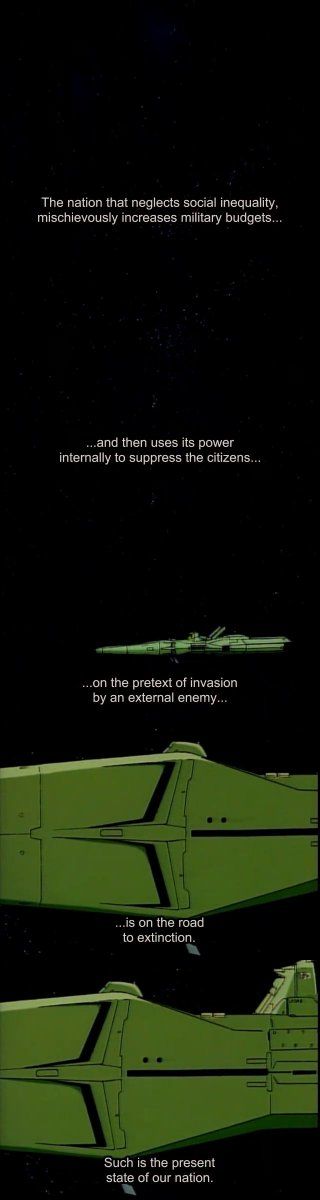 The nation that neglects social inequality,
mischievously increases military budgets...
...and then uses its power
internally to suppress the citizens...
...on the pretext of invasion
by an external enemy...
...is on the road
to extinction.
Such is the present
state of our nation.